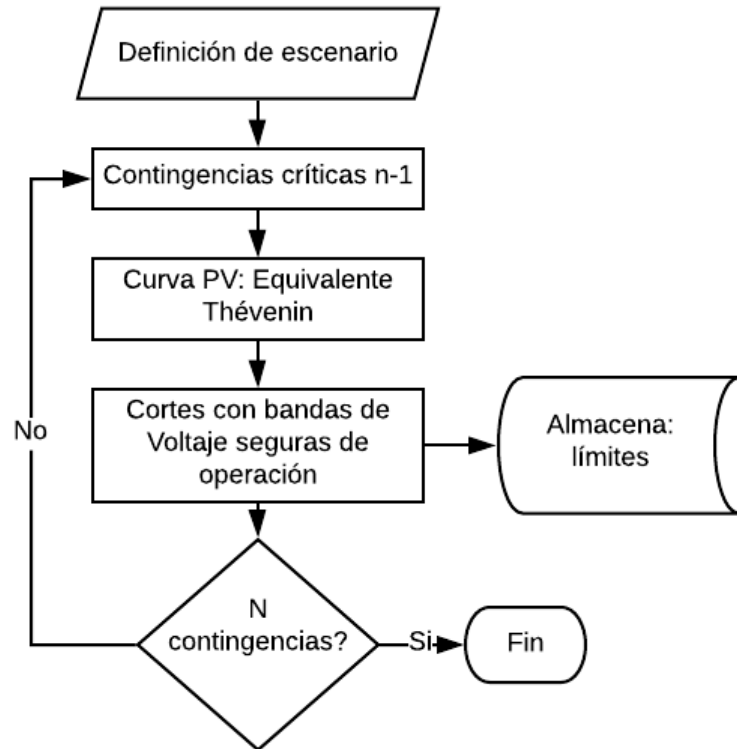 Definición de escenario
Contingencias críticas n-1
Curva PV: Equivalente
Thévenin
Cortes con bandas de
Voltaje seguras de
operación
Almacena:
límites
No
N
contingencias?
Si
Fin